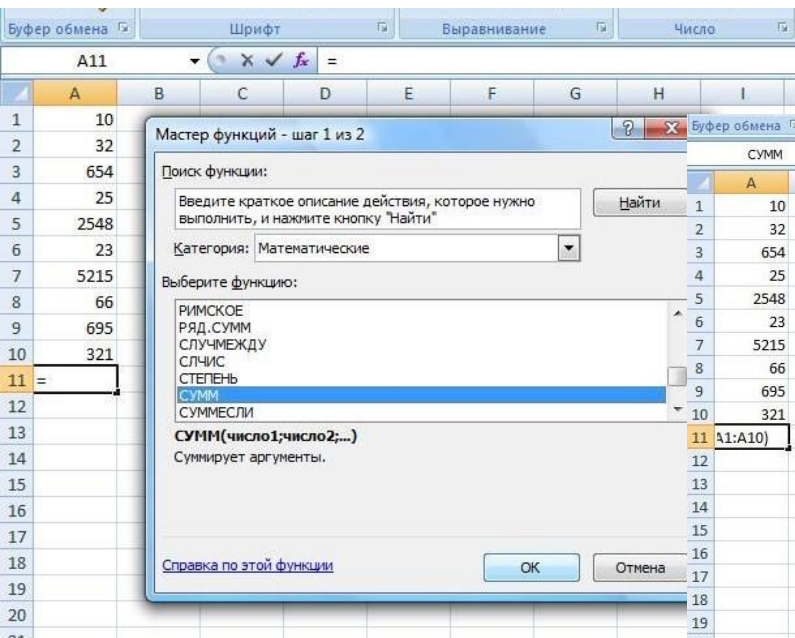 Буфер обмена Шрифт Выравнивание Число
A11 fx =
A B C D E F G H I
1 10
2 32
3 654
4 25
5 2548
6 23
7 5215
8 66
9 695
10 321
11 =
12
13
14
15
16
17
18
19
20
Мастер функций - шаг 1 из 2
Поиск функции:
Введите краткое описание действия, которое нужно
выполнить, и нажмите кнопку "Найти"
Найти
Категория: Математические
Выберите функцию:
РИМСКОЕ
РЯД.СУММ
СЛУЧМЕЖДУ
СЛЧИС
СТЕПЕНЬ
СУММ
СУММЕСЛИ
СУММ(число1;число2;...)
Суммирует аргументы.
Справка по этой функции
ОК Отмена
Буфер обмена
СУММ
A
1 10
2 32
3 654
4 25
5 2548
6 23
7 5215
8 66
9 695
10 321
11 A1:A10)
12
13
14
15
16
17
18
19